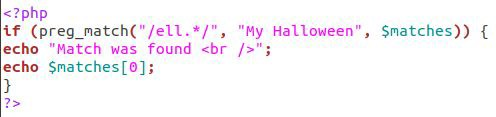 <?php
if (preg_match("/ell.*/", "My Halloween", $matches)) {
echo "Match was found <br />";
echo $matches[0];
}
?>